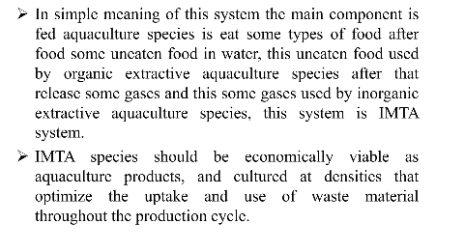 ➢ In simple meaning of this system the main component is
fed aquaculture species is eat some types of food after
food some uneaten food in water, this uneaten food used
by organic extractive aquaculture species after that
release some gases and this some gases used by inorganic
extractive aquaculture species, this system is IMTA
system.
➢ IMTA species should be economically viable as
aquaculture products, and cultured at densities that
optimize the uptake and use of waste material
throughout the production cycle.